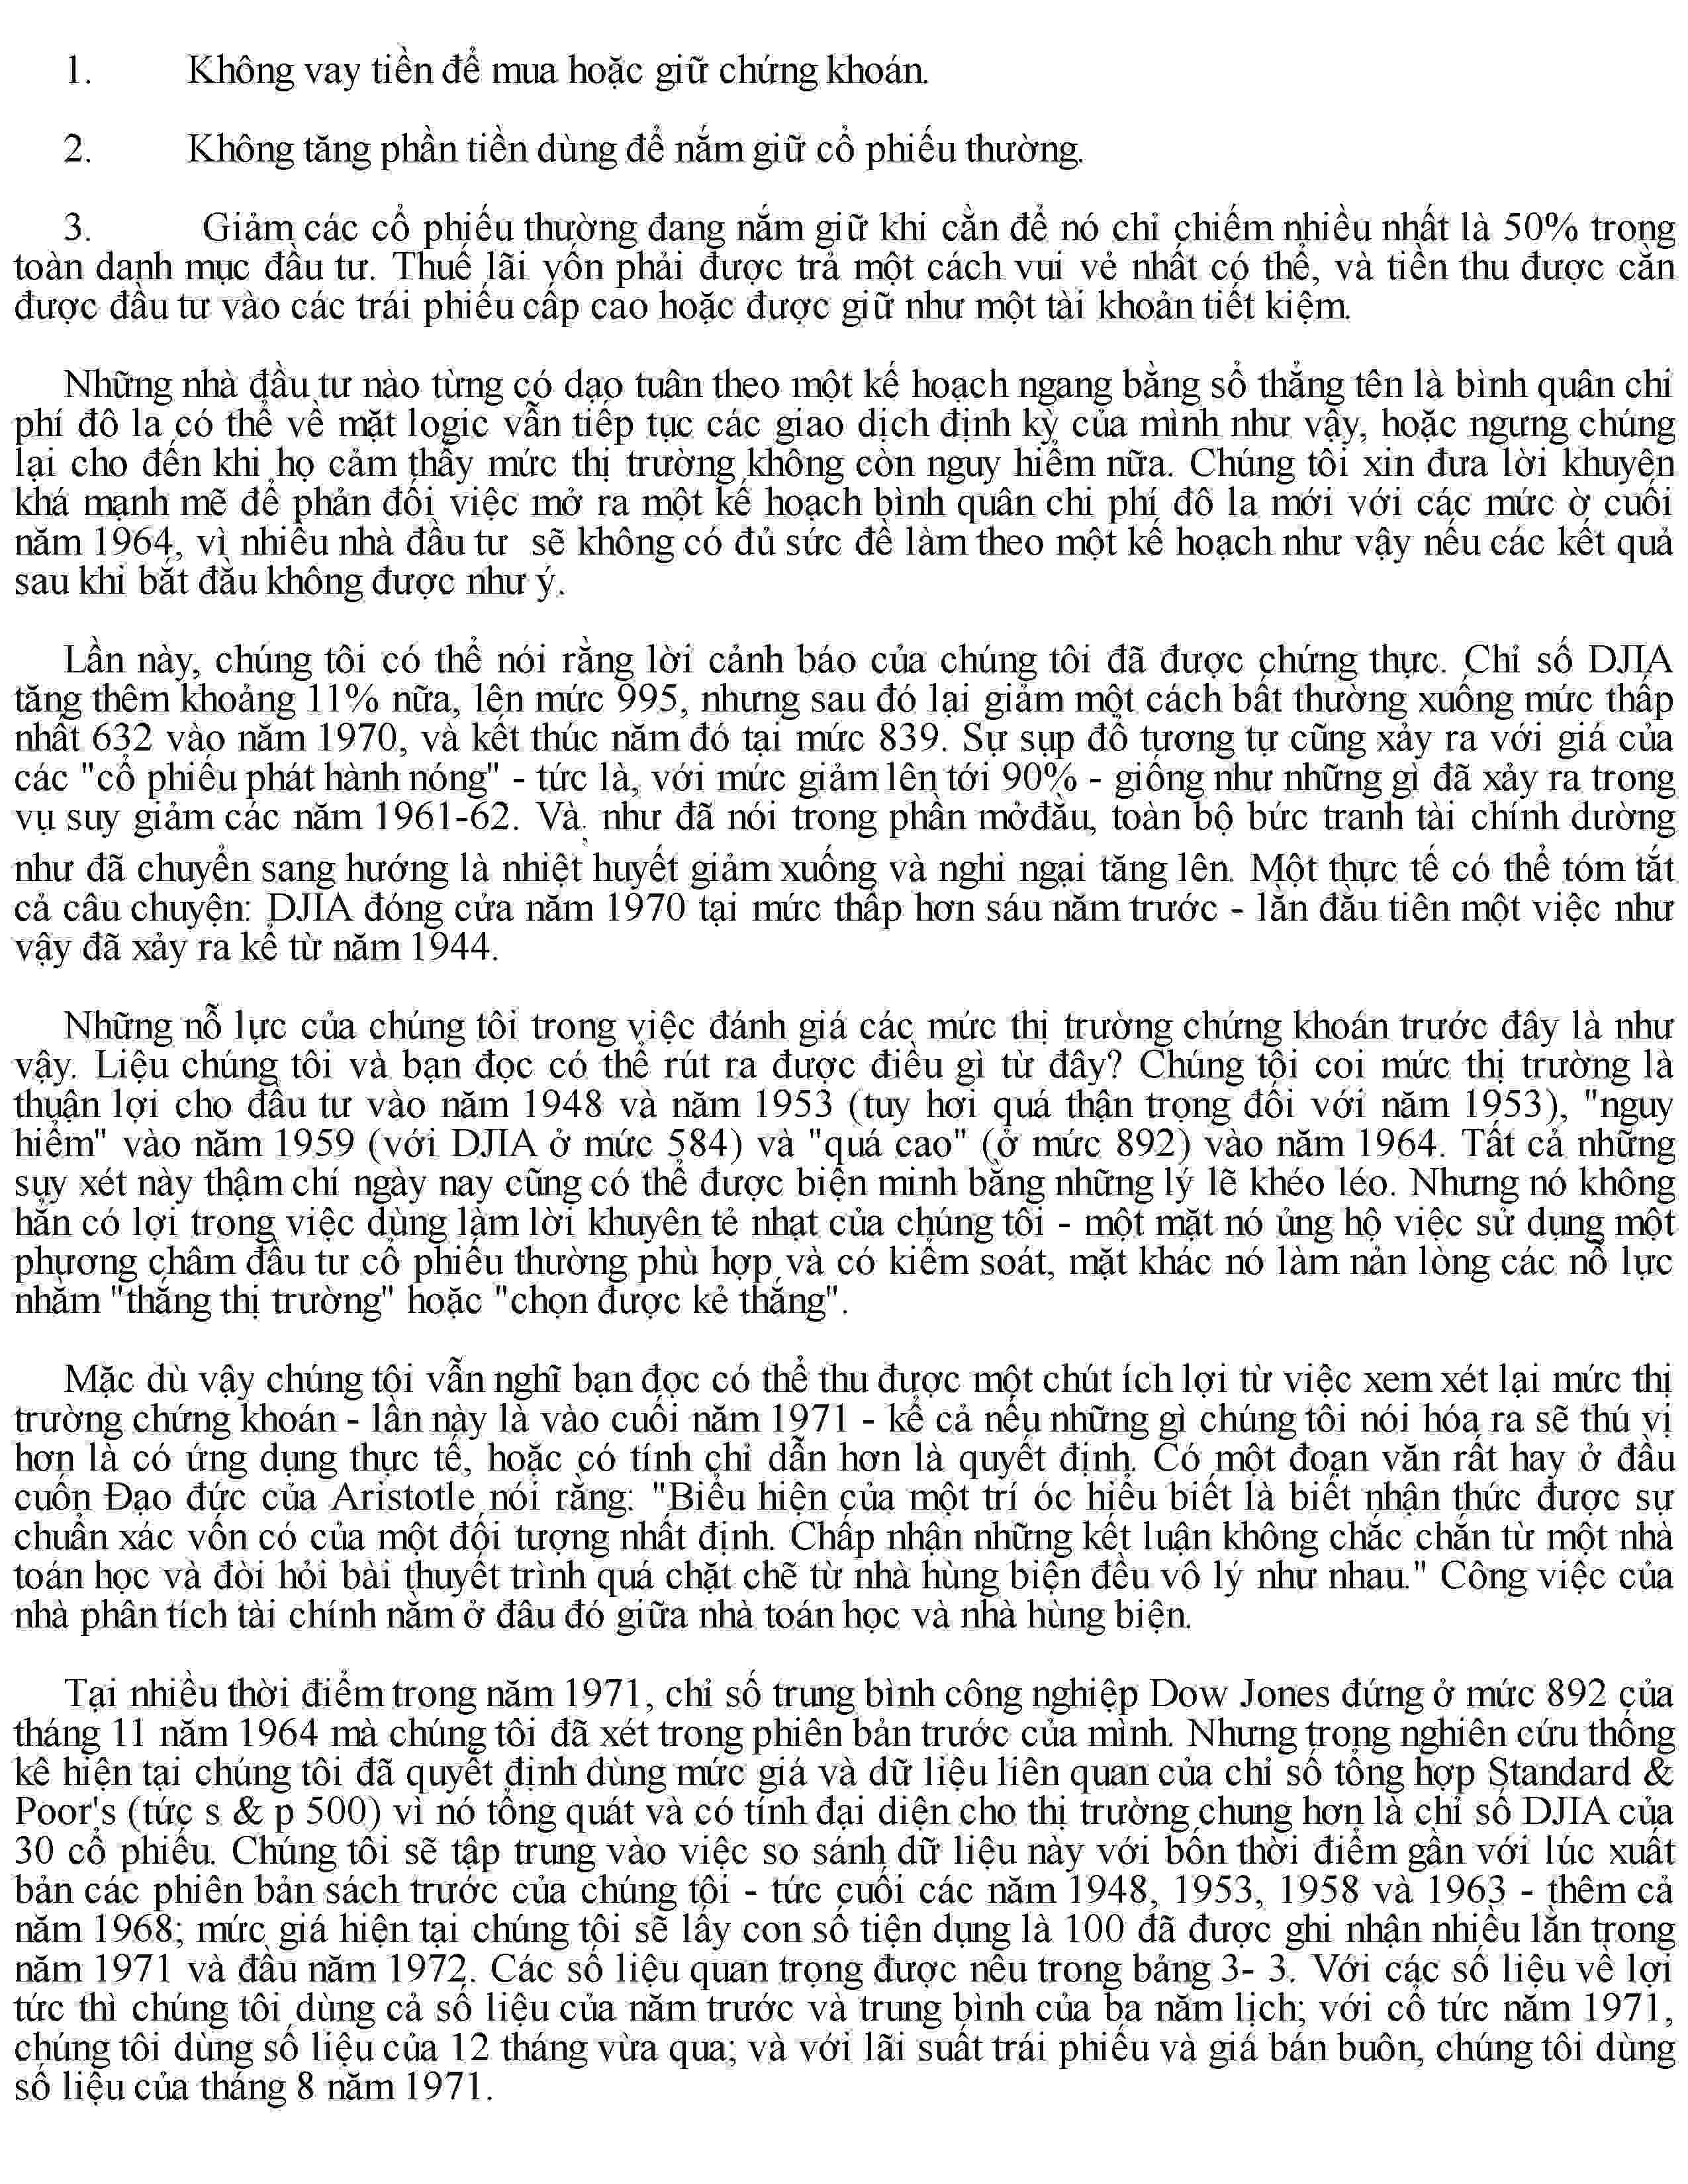 1. Không vay tiền để mua hoặc giữ chứng khoán.
2. Không tăng phần tiền dùng để nắm giữ cổ phiếu thường.
3. Giảm các cổ phiếu thường đang nắm giữ khi cần để nó chỉ chiếm nhiều nhất là 50% trong
toàn danh mục đầu tư. Thuế lãi vốn phải được trả một cách vui vẻ nhất có thể, và tiền thu được cần
được đầu tư vào các trái phiếu cấp cao hoặc được giữ như một tài khoản tiết kiệm.
Những nhà đầu tư nào từng có dạo tuân theo một kế hoạch ngang bằng sổ thẳng tên là bình quân chi
phí đô la có thể về mặt logic vẫn tiếp tục các giao dịch định kỳ của mình như vậy, hoặc ngưng chúng
lại cho đến khi họ cảm thấy mức thị trường không còn nguy hiểm nữa. Chúng tôi xin đưa lời khuyên
khá mạnh mẽ để phản đối việc mở ra một kế hoạch bình quân chi phí đô la mới với các mức ở cuối
năm 1964, vì nhiều nhà đầu tư sẽ không có đủ sức để làm theo một kế hoạch như vậy nếu các kết quả
sau khi bắt đầu không được như ý.
Lần này, chúng tôi có thể nói rằng lời cảnh báo của chúng tôi đã được chứng thực. Chỉ số DJIA
tăng thêm khoảng 11% nữa, lên mức 995, nhưng sau đó lại giảm một cách bất thường xuống mức thấp
nhất 632 vào năm 1970, và kết thúc năm đó tại mức 839. Sự sụp đổ tương tự cũng xảy ra với giá của
các "cổ phiếu phát hành nóng" - tức là, với mức giảm lên tới 90% - giống như những gì đã xảy ra trong
vụ suy giảm các năm 1961-62. Và, như đã nói trong phần mởđầu, toàn bộ bức tranh tài chính dường
như đã chuyển sang hướng là nhiệt huyết giảm xuống và nghi ngại tăng lên. Một thực tế có thể tóm tắt
cả câu chuyện: DJIA đóng cửa năm 1970 tại mức thấp hơn sáu năm trước - lần đầu tiên một việc như
vậy đã xảy ra kể từ năm 1944.
Những nỗ lực của chúng tôi trong việc đánh giá các mức thị trường chứng khoán trước đây là như
vậy. Liệu chúng tôi và bạn đọc có thể rút ra được điều gì từ đây? Chúng tôi coi mức thị trường là
thuận lợi cho đầu tư vào năm 1948 và năm 1953 (tuy hơi quá thận trọng đối với năm 1953), "nguy
hiểm" vào năm 1959 (với DJIA ở mức 584) và "quá cao" (ở mức 892) vào năm 1964. Tất cả những
suy xét này thậm chí ngày nay cũng có thể được biện minh bằng những lý lẽ khéo léo. Nhưng nó không
hẳn có lợi trong việc dùng làm lời khuyên tẻ nhạt của chúng tôi - một mặt nó ủng hộ việc sử dụng một
phương châm đầu tư cổ phiếu thường phù hợp và có kiểm soát, mặt khác nó làm nản lòng các nỗ lực
nhằm "thắng thị trường" hoặc "chọn được kẻ thắng".
Mặc dù vậy chúng tôi vẫn nghĩ bạn đọc có thể thu được một chút ích lợi từ việc xem xét lại mức thị
trường chứng khoán - lần này là vào cuối năm 1971 - kể cả nếu những gì chúng tôi nói hóa ra sẽ thú vị
hơn là có ứng dụng thực tế, hoặc có tính chỉ dẫn hơn là quyết định. Có một đoạn văn rất hay ở đầu
cuốn Đạo đức của Aristotle nói rằng: "Biểu hiện của một trí óc hiểu biết là biết nhận thức được sự
chuẩn xác vốn có của một đối tượng nhất định. Chấp nhận những kết luận không chắc chắn từ một nhà
toán học và đòi hỏi bài thuyết trình quá chặt chẽ từ nhà hùng biện đều vô lý như nhau." Công việc của
nhà phân tích tài chính nằm ở đâu đó giữa nhà toán học và nhà hùng biện.
Tại nhiều thời điểm trong năm 1971, chỉ số trung bình công nghiệp Dow Jones đứng ở mức 892 của
tháng 11 năm 1964 mà chúng tôi đã xét trong phiên bản trước của mình. Nhưng trong nghiên cứu thống
kê hiện tại chúng tôi đã quyết định dùng mức giá và dữ liệu liên quan của chỉ số tổng hợp Standard &
Poor's (tức s & p 500) vì nó tổng quát và có tính đại diện cho thị trường chung hơn là chỉ số DJIA của
30 cổ phiếu. Chúng tôi sẽ tập trung vào việc so sánh dữ liệu này với bốn thời điểm gần với lúc xuất
bản các phiên bản sách trước của chúng tôi - tức cuối các năm 1948, 1953, 1958 và 1963 - thêm cả
năm 1968; mức giá hiện tại chúng tôi sẽ lấy con số tiện dụng là 100 đã được ghi nhận nhiều lần trong
năm 1971 và đầu năm 1972. Các số liệu quan trọng được nêu trong bảng 3- 3. Với các số liệu về lợi
tức thì chúng tôi dùng cả số liệu của năm trước và trung bình của ba năm lịch; với cổ tức năm 1971,
chúng tôi dùng số liệu của 12 tháng vừa qua; và với lãi suất trái phiếu và giá bán buôn, chúng tôi dùng
số liệu của tháng 8 năm 1971.